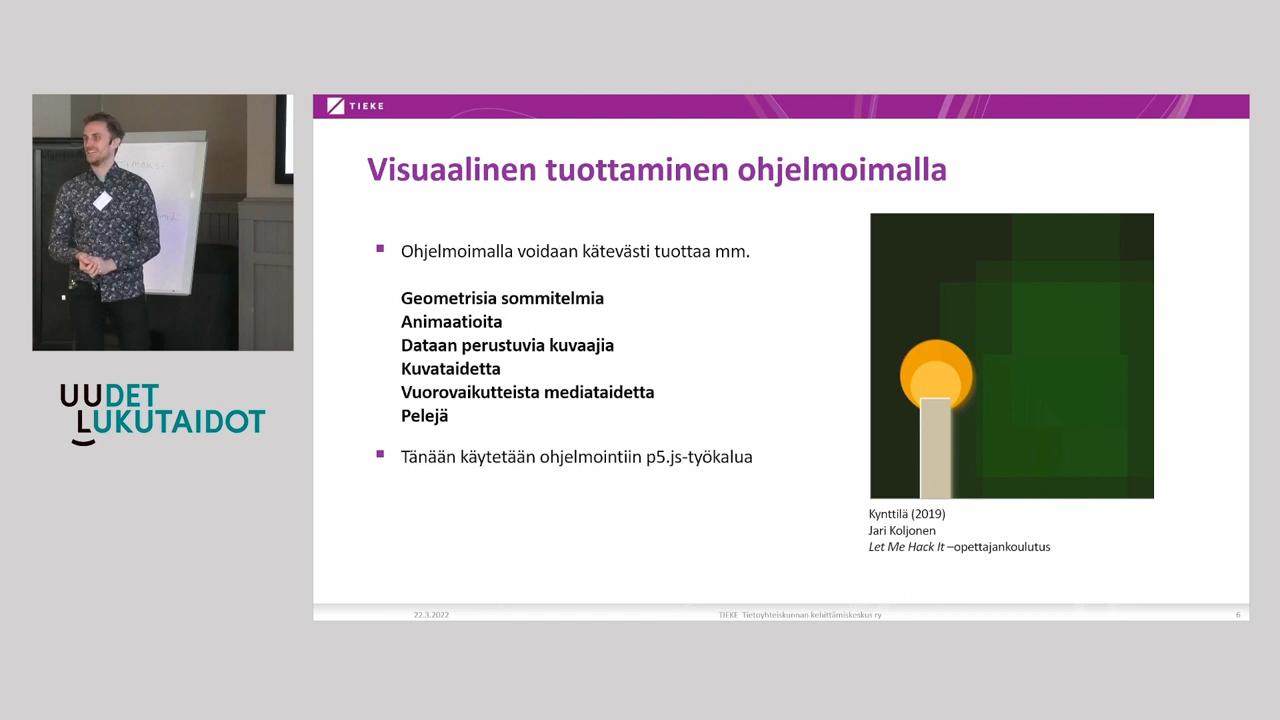 TIEKE
Visuaalinen tuottaminen ohjelmoimalla
Ohjelmoimalla voidaan kätevästi tuottaa mm.
Geometrisia sommitelmia
Animaatioita
Dataan perustuvia kuvaajia
Kuvataidetta
Vuorovaikutteista mediataidetta
Pelejä
Tänään käytetään ohjelmointiin p5.js-työkalua
Kynttilä (2019)
Jari Koljonen
Let Me Hack It –opettajankoulutus
UUDET
LUKUTAIDOT
22.3.2022
TIEKE Tietoyhteiskunnan kehittämiskeskus ry
6